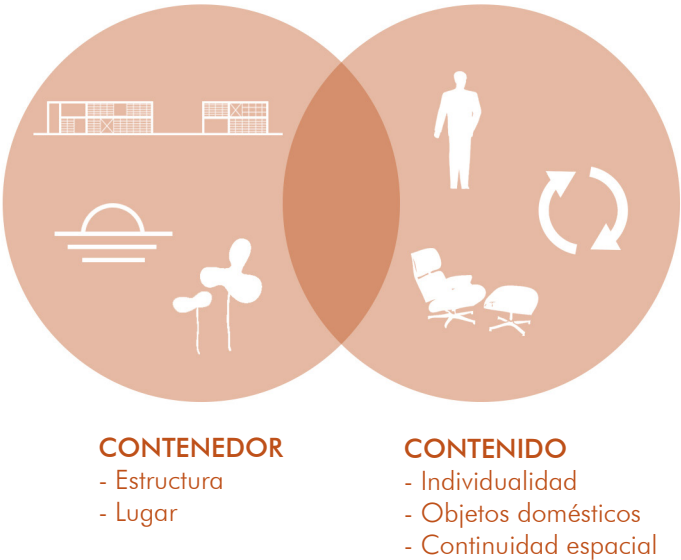 CONTENEDOR
- Estructura
- Lugar
CONTENIDO
- Individualidad
- Objetos domésticos
- Continuidad espacial